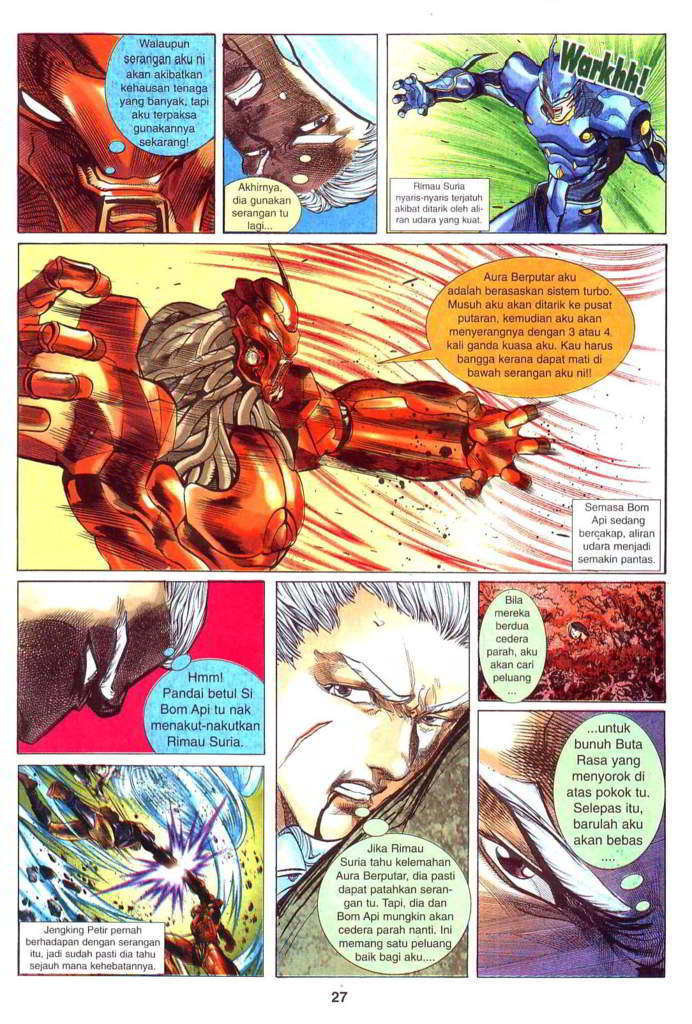 Walaupun
serangan aku ni
akan akibatkan
kehausan tenaga
yang banyak, tapi
aku terpaksa
gunakannya
sekarang!
Akhirnya,
dia gunakan
serangan tu
lagi...
Warkhh!
Rimau Suria
nyaris-nyaris terjatuh
akibat ditarik oleh ali-
ran udara yang kuat.
Aura Berputar aku
adalah berasaskan sistem turbo.
Musuh aku akan ditarik ke pusat
putaran, kemudian aku akan
menyerangnya dengan 3 atau 4
kali ganda kuasa aku. Kau harus
bangga kerana dapat mati di
bawah serangan aku ni!!
Semasa Bom
Api sedang
bercakap, aliran
udara menjadi
semakin pantas.
Hmm!
Pandai betul Si
Bom Api tu nak
menakut-nakutkan
Rimau Suria.
Jengking Petir pernah
berhadapan dengan serangan
itu, jadi sudah pasti dia tahu
sejauh mana kehebatannya.
Jika Rimau
Suria tahu kelemahan
Aura Berputar, dia pasti
dapat patahkan seran-
gan tu. Tapi, dia dan
Bom Api mungkin akan
cedera parah nanti. Ini
memang satu peluang
baik bagi aku....
Bila
mereka
berdua
cedera
parah, aku
akan cari
peluang
...
...untuk
bunuh Buta
Rasa yang
menyorok di
atas pokok tu.
Selepas itu,
barulah aku
akan bebas
.....
27